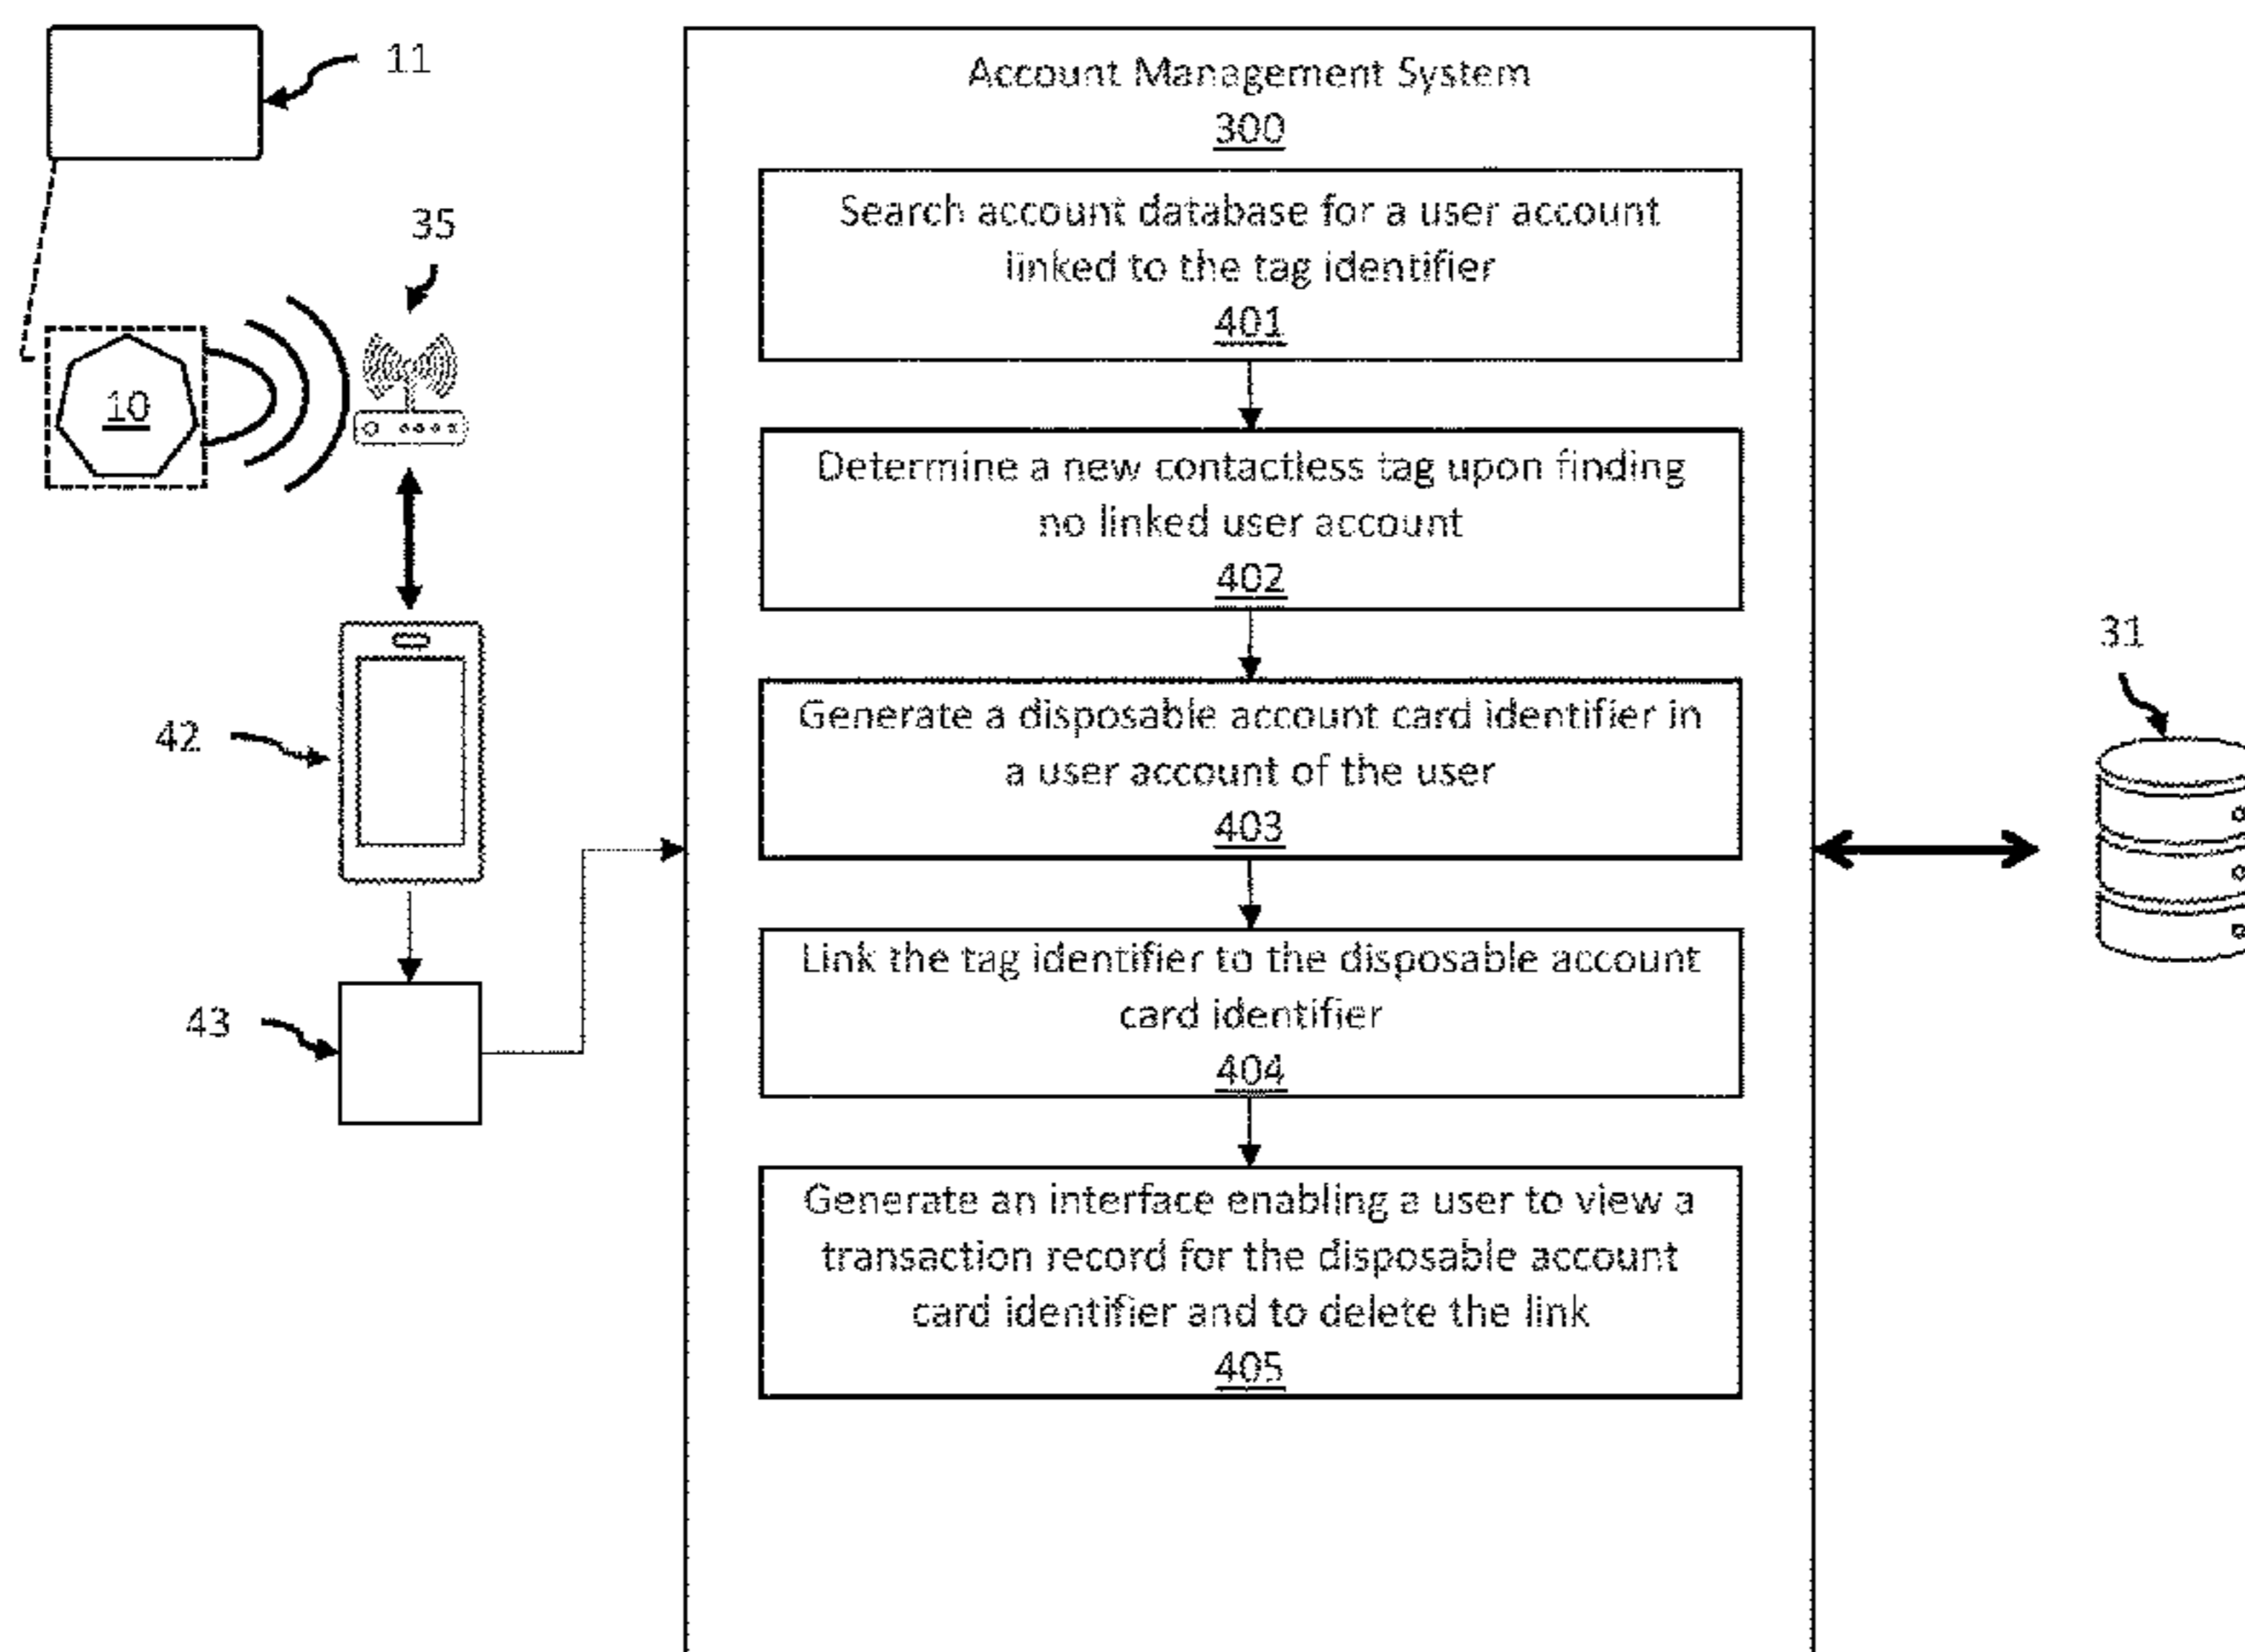 11
35
10
42
43
Account Management System
300
Search account database for a user account
linked to the tag identifier
401
Determine a new contactless tag upon finding
no linked user account
402
Generate a disposable account card identifier in
a user account of the user
403
Link the tag identifier to the disposable account
card identifier
404
Generate an interface enabling a user to view a
transaction record for the disposable account
card identifier and to delete the link
405
31